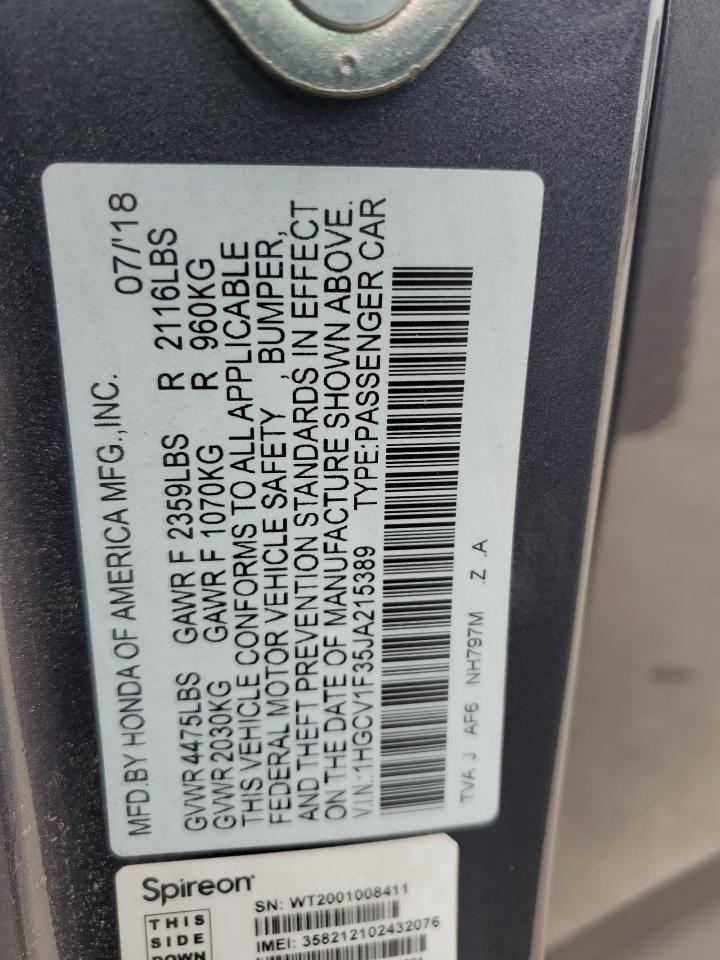 MFD.BY HONDA OF AMERICA MFG.,INC. 07/'18
GVWR 4475LBS GAWR F 2359LBS R 2116LBS
GVWR 2030KG GAWR F 1070KG R 960KG
THIS VEHICLE CONFORMS TO ALL APPLICABLE
FEDERAL MOTOR VEHICLE SAFETY , BUMPER,
AND THEFT PREVENTION STANDARDS IN EFFECT
ON THE DATE OF MANUFACTURE SHOWN ABOVE.
V.I.N.:1HGCV1F35JA215389 TYPE:PASSENGER CAR
TVA J AF6 NH797M .Z .A
Spireon
THIS
SIDE
DOWN
SN: WT2001008411
IMEI: 358212102432076